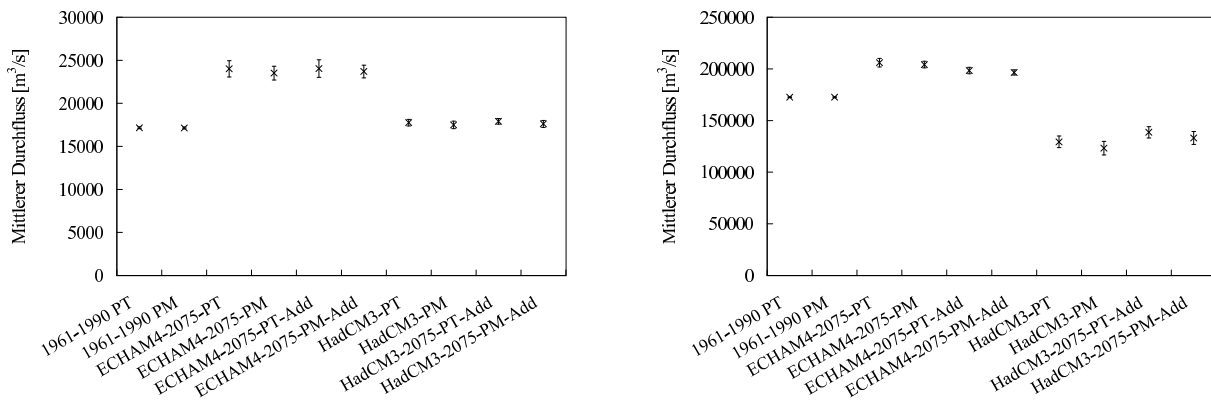 Mittlerer Durchfluss [m³/s]
30000
25000
20000
15000
10000
5000
0
1961-1990 PT
1961-1990 PM
ECHAM4-2075-PT
ECHAM4-2075-PM
ECHAM4-2075-PT-Add
ECHAM4-2075-PM-Add
HadCM3-PT
HadCM3-PM
HadCM3-2075-PT-Add
HadCM3-2075-PM-Add
Mittlerer Durchfluss [m³/s]
250000
200000
150000
100000
50000
0
1961-1990 PT
1961-1990 PM
ECHAM4-2075-PT
ECHAM4-2075-PM
ECHAM4-2075-PT-Add
ECHAM4-2075-PM-Add
HadCM3-PT
HadCM3-PM
HadCM3-2075-PT-Add
HadCM3-2075-PM-Add